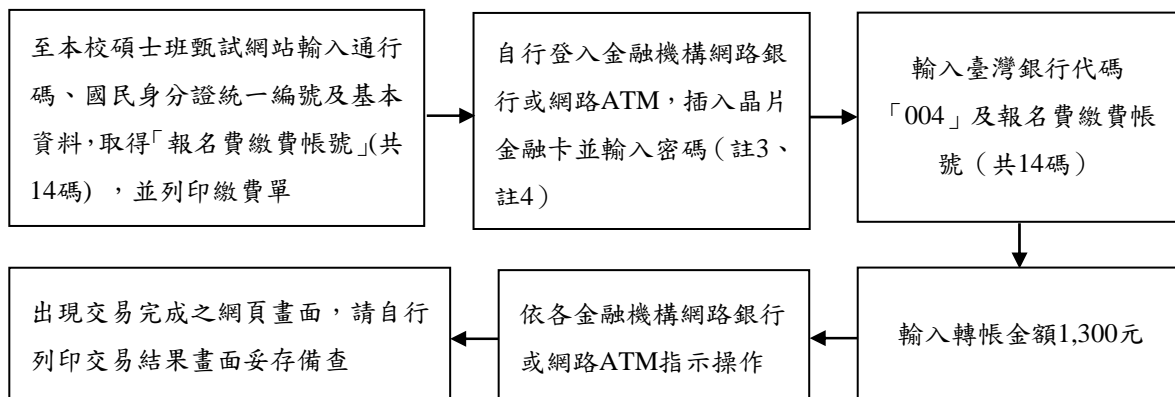 至本校碩士班甄試網站輸入通行
碼、國民身分證統一編號及基本
資料,取得「報名費繳費帳號」(共
14碼) ,並列印繳費單
自行登入金融機構網路銀
行或網路ATM,插入晶片
金融卡並輸入密碼(註3、
註4)
輸入臺灣銀行代碼
「004」及報名費繳費帳
號(共14碼)
輸入轉帳金額1,300元
依各金融機構網路銀行
或網路ATM指示操作
出現交易完成之網頁畫面,請自行
列印交易結果畫面妥存備查